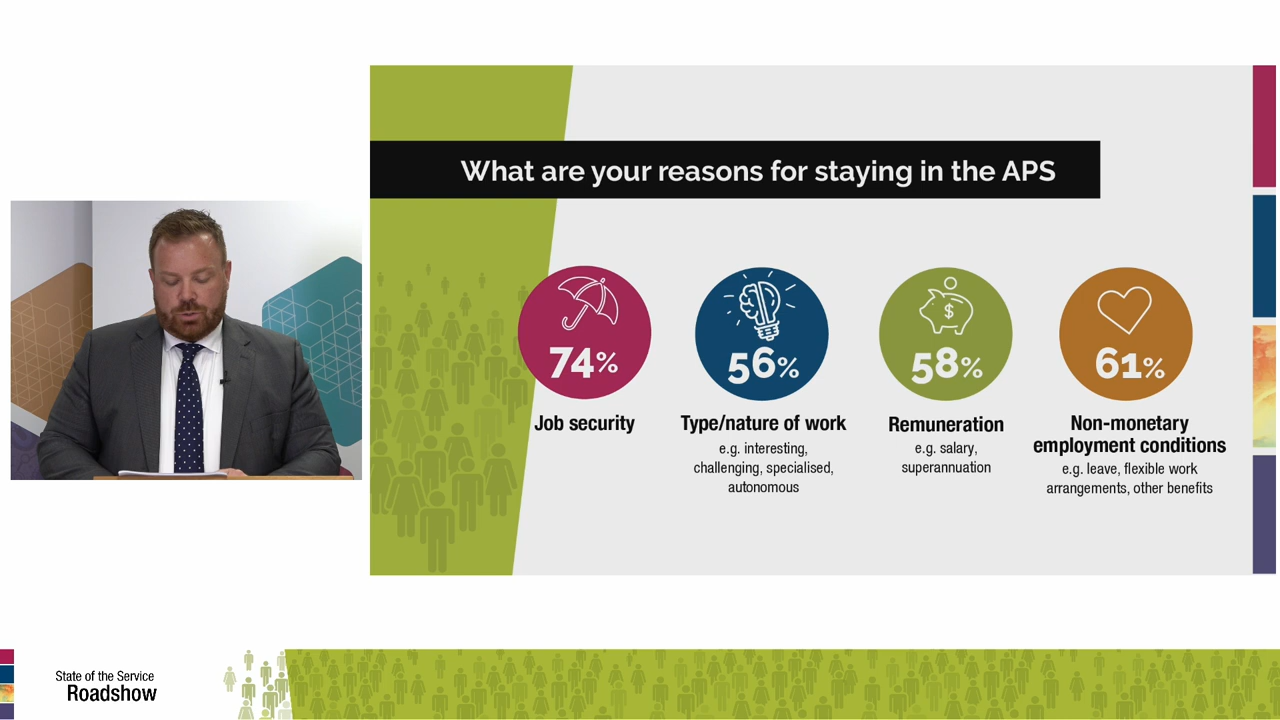 What are your reasons for staying in the APS
74%
Job security
56%
Type/nature of work
e.g. interesting,
challenging, specialised,
autonomous
$
58%
Remuneration
e.g. salary,
superannuation
61%
Non-monetary
employment conditions
e.g. leave, flexible work
arrangements, other benefits
State of the Service
Roadshow